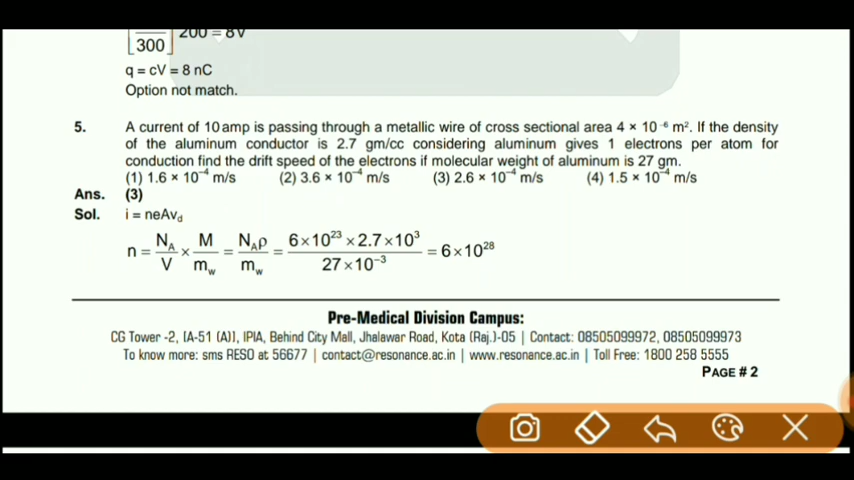 [300] 200 = 8V
q = cV = 8 nC
Option not match.
5. A current of 10 amp is passing through a metallic wire of cross sectional area 4 × 10⁻⁶ m². If the density
of the aluminum conductor is 2.7 gm/cc considering aluminum gives 1 electrons per atom for
conduction find the drift speed of the electrons if molecular weight of aluminum is 27 gm.
(1) 1.6 × 10⁻⁴ m/s (2) 3.6 × 10⁻⁴ m/s (3) 2.6 × 10⁻⁴ m/s (4) 1.5 × 10⁻⁴ m/s
Ans. (3)
Sol. i = neAv_d
n = N_A/V × M/m_w = N_Aρ/m_w = 6×10²³ × 2.7×10³/27×10⁻³ = 6×10²⁸
Pre-Medical Division Campus:
CG Tower -2, [A-51 (A)], IPIA, Behind City Mall, Jhalawar Road, Kota (Raj.)-05 | Contact: 08505099972, 08505099973
To know more: sms RESO at 56677 | contact@resonance.ac.in | www.resonance.ac.in | Toll Free: 1800 258 5555
PAGE # 2